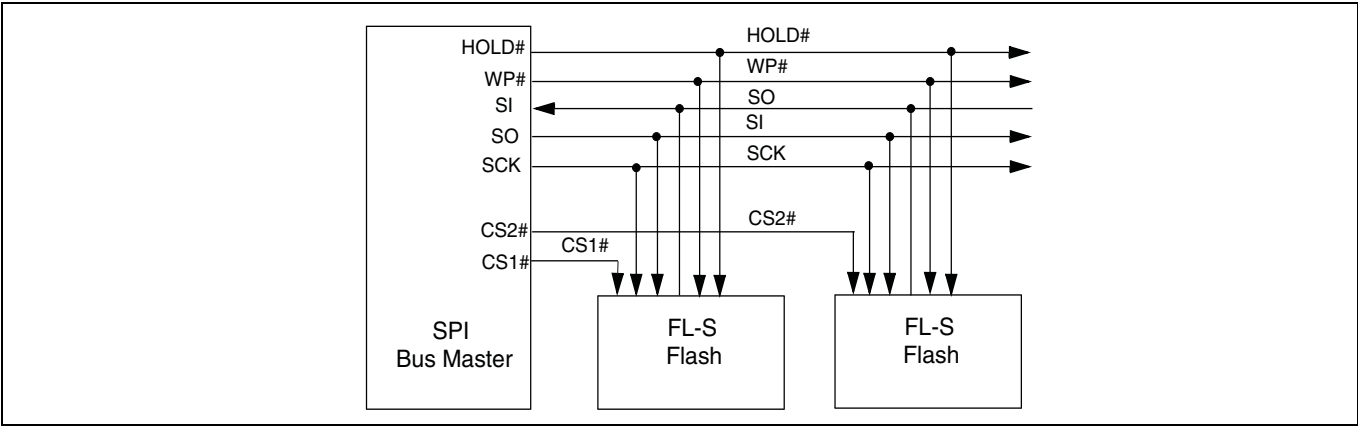 HOLD#
HOLD#
WP#
WP#
SI
SO
SO
SI
SCK
SCK
CS2#
CS2#
CS1#
CS1#
SPI
Bus Master
FL-S
Flash
FL-S
Flash